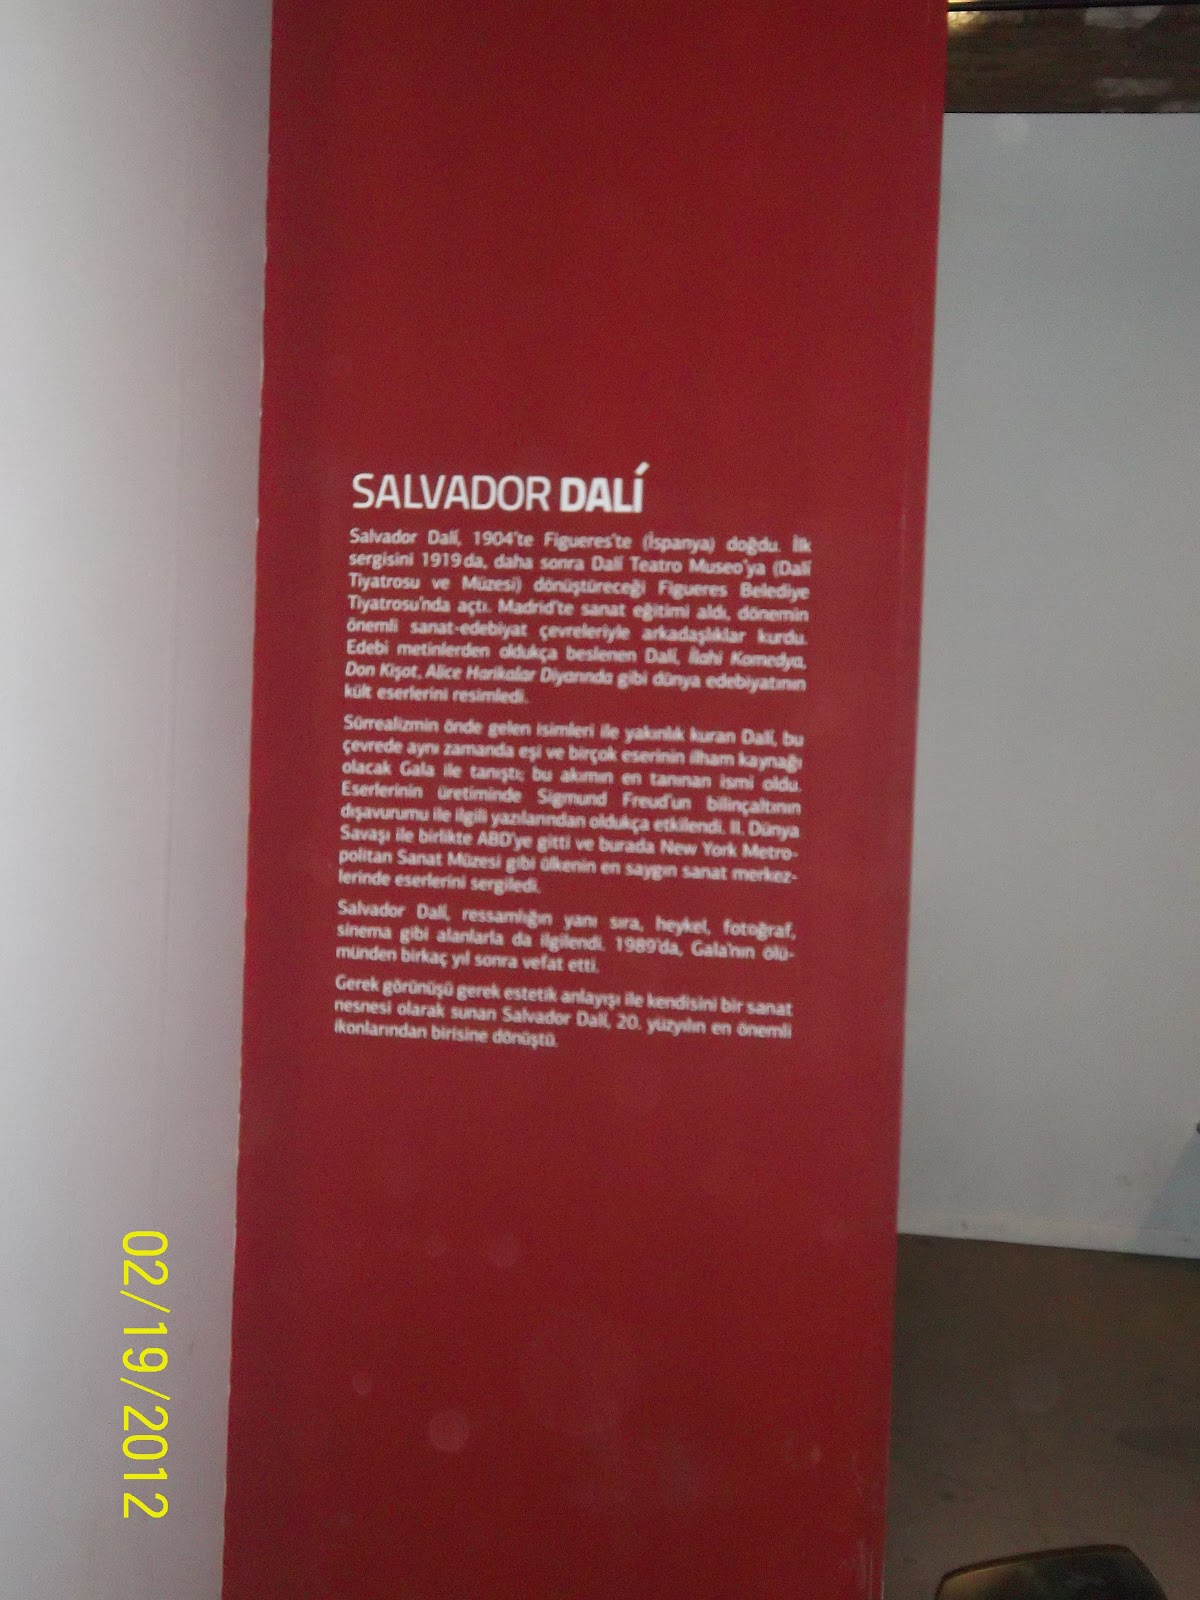 SALVADOR DALÍ
Salvador Dalí, 1904'te Figueres'te (İspanya) doğdu. İlk
sergisini 1919'da, daha sonra Dalí Teatro Museo'ya (Dalí
Tiyatrosu ve Müzesi) dönüştüreceği Figueres Belediye
Tiyatrosu'nda açtı. Madrid'te sanat eğitimi aldı, dönemin
önemli sanat-edebiyat çevreleriyle arkadaşlıklar kurdu.
Edebi metinlerden oldukça beslenen Dalí, İlahi Komedya,
Don Kişot, Alice Harikalar Diyarında gibi dünya edebiyatının
kült eserlerini resimledi.
Sürrealizmin önde gelen isimleri ile yakınlık kuran Dalí, bu
çevrede aynı zamanda eşi ve birçok eserinin ilham kaynağı
olacak Gala ile tanıştı; bu akımın en tanınan ismi oldu.
Eserlerinin üretiminde Sigmund Freud'un bilinçaltının
dışavurumu ile ilgili yazılarından oldukça etkilendi. II. Dünya
Savaşı ile birlikte ABD'ye gitti ve burada New York Metro-
politan Sanat Müzesi gibi ülkenin en saygın sanat merkez-
lerinde eserlerini sergiledi.
Salvador Dalí, ressamlığın yanı sıra, heykel, fotoğraf,
sinema gibi alanlarla da ilgilendi. 1989'da, Gala'nın ölü-
münden birkaç yıl sonra vefat etti.
Gerek görünüşü gerek estetik anlayışı ile kendisini bir sanat
nesnesi olarak sunan Salvador Dalí, 20. yüzyılın en önemli
ikonlarından birisine dönüştü.
02/19/2012